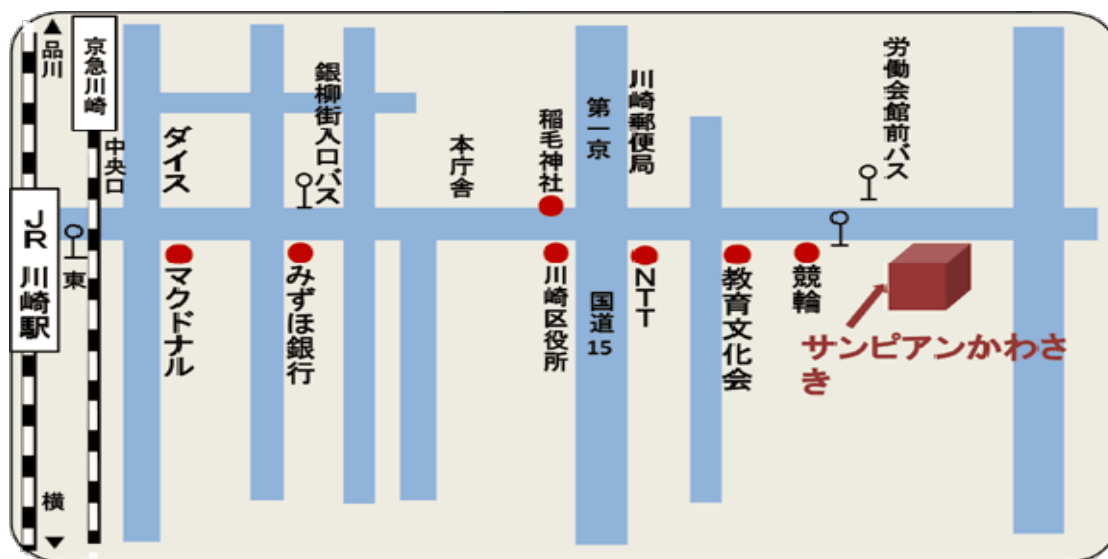 品川
京急川崎
中央口
JR 川崎駅
東
横
ダイス
マクドナル
銀柳街入口バス
みずほ銀行
本庁舎
稲毛神社
川崎区役所
第一京
国道15
川崎郵便局
NTT
教育文化会
競輪
労働会館前バス
サンピアンかわさ
き